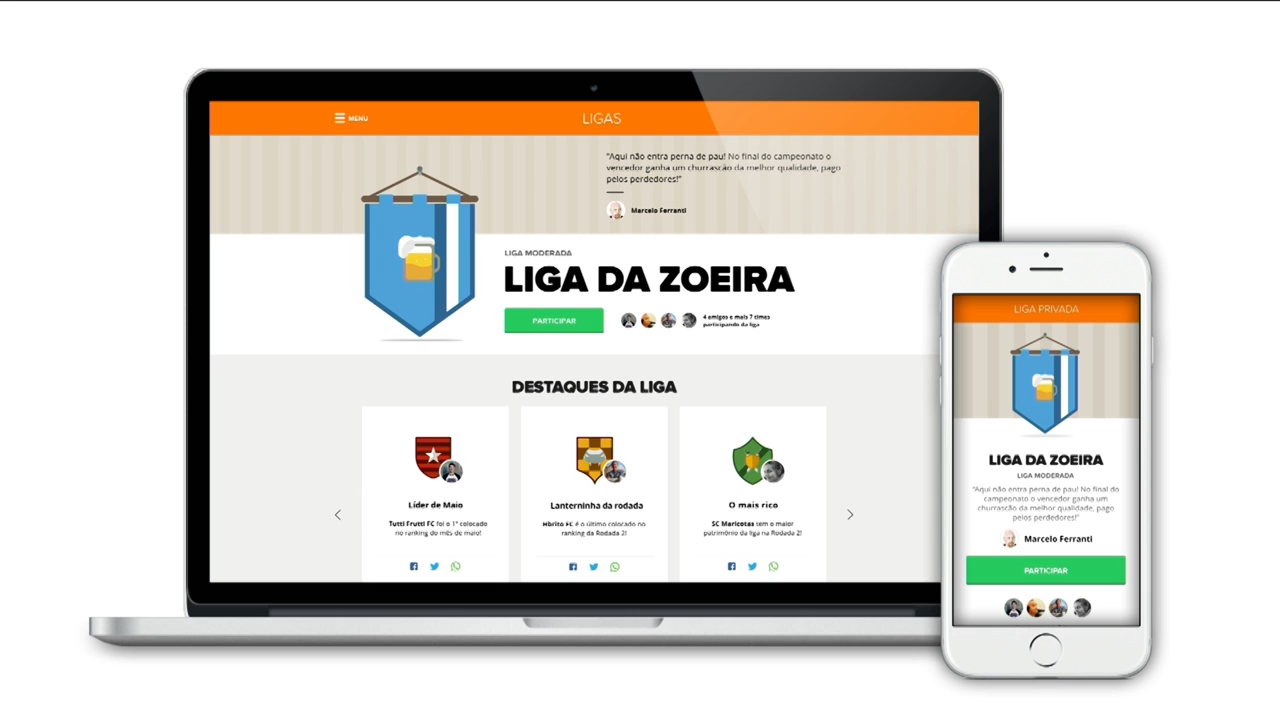 MENU
LIGAS
"Aqui não entra perna de pau! No final do campeonato o
vencedor ganha um churrascão da melhor qualidade, pago
pelos perdedores!"
Marcelo Ferranti
LIGA MODERADA
LIGA DA ZOEIRA
PARTICIPAR
4 amigos e mais 7 times
participando da liga
DESTAQUES DA LIGA
Líder de Maio
Tutti Frutti FC foi o 1º colocado
no ranking do mês de maio!
Lanterninha da rodada
Hbrito FC é o último colocado no
ranking da Rodada 2!
O mais rico
SC Maricotas tem o maior
patrimônio da liga na Rodada 2!
LIGA PRIVADA
LIGA DA ZOEIRA
LIGA MODERADA
"Aqui não entra perna de pau! No final do
campeonato o vencedor ganha um
churrascão da melhor qualidade, pago
pelos perdedores!"
Marcelo Ferranti
PARTICIPAR